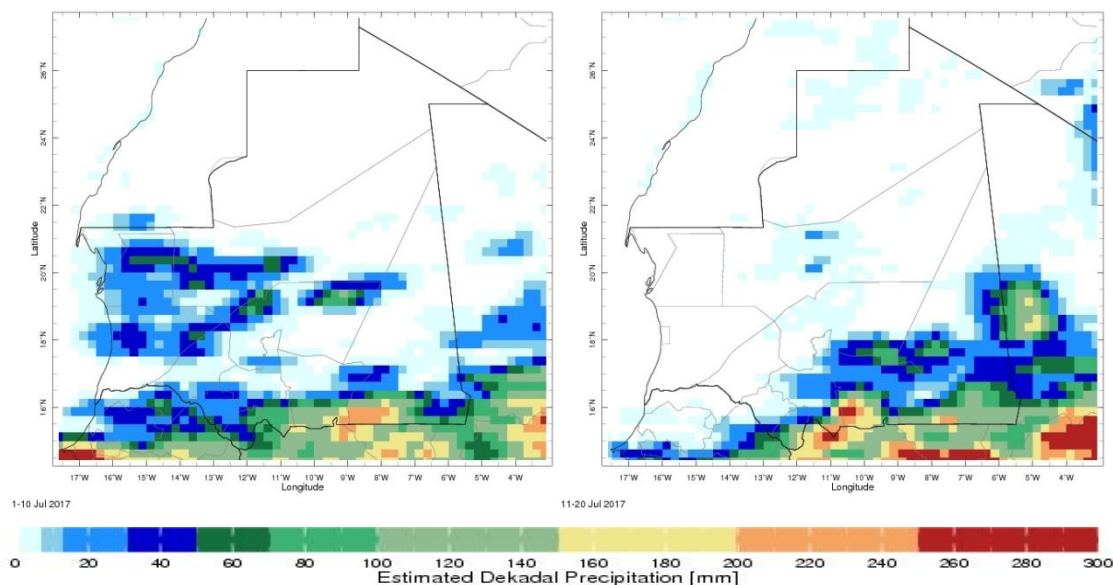 26°N
24°N
22°N
20°N
18°N
16°N
Latitude
17°W 16°W 15°W 14°W 13°W 12°W 11°W 10°W 9°W 8°W 7°W 6°W 5°W 4°W
Longitude
1-10 Jul 2017
26°N
24°N
22°N
20°N
18°N
16°N
Latitude
17°W 16°W 15°W 14°W 13°W 12°W 11°W 10°W 9°W 8°W 7°W 6°W 5°W 4°W
Longitude
11-20 Jul 2017
0 20 40 60 80 100 120 140 160 180 200 220 240 260 280 300
Estimated Dekadal Precipitation [mm]